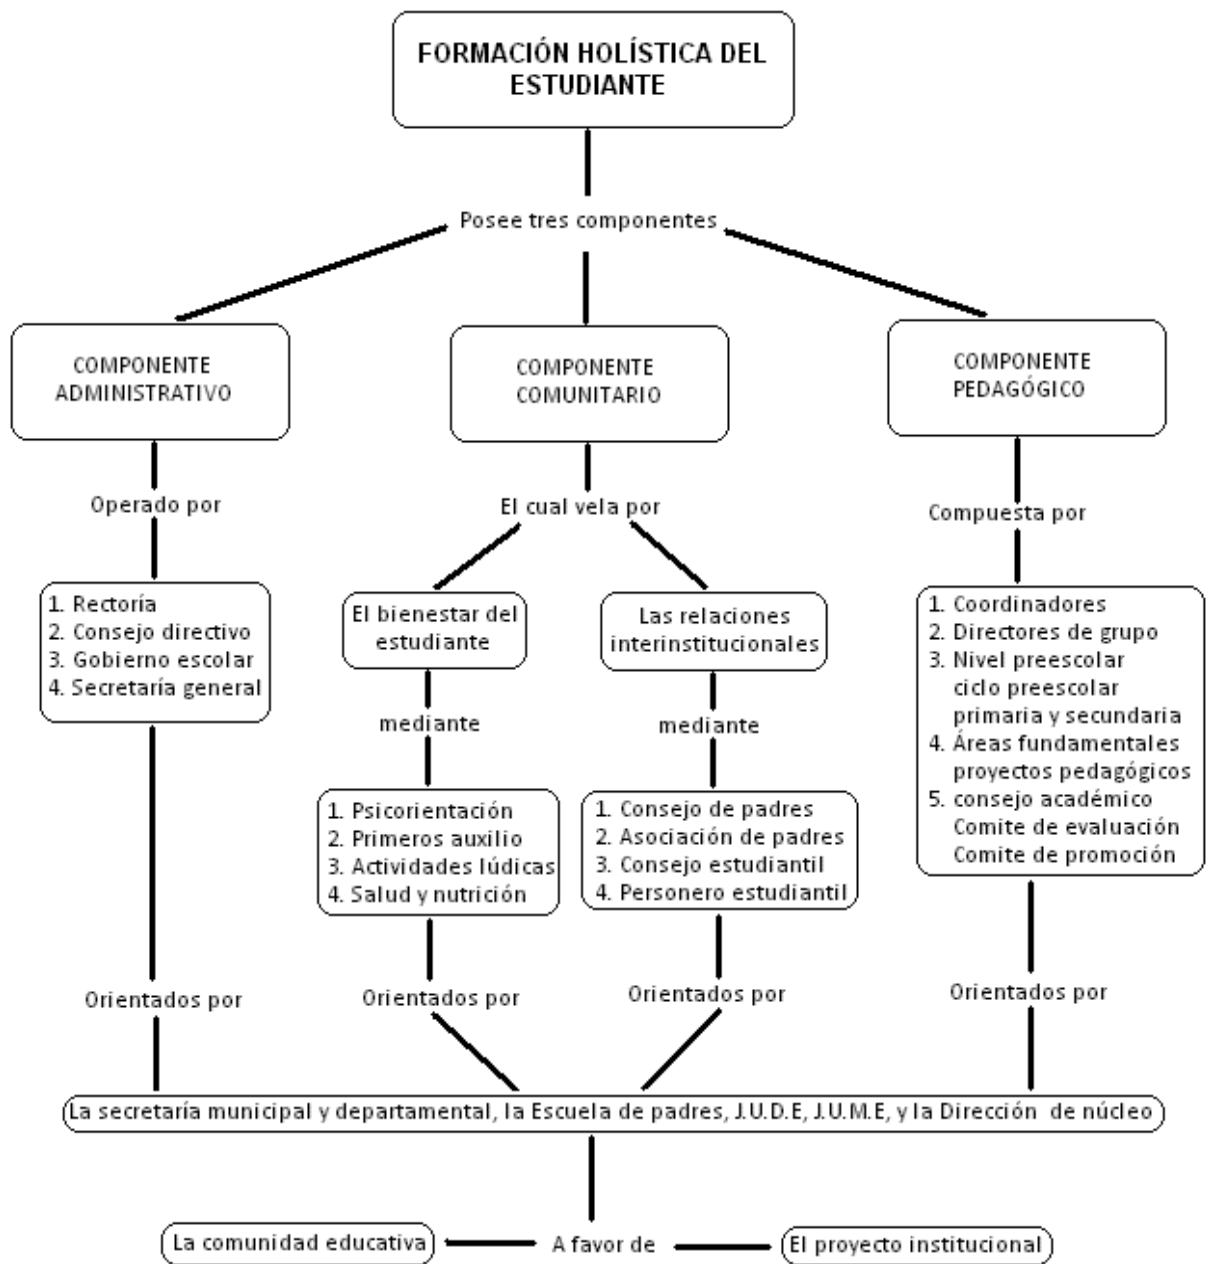 FORMACIÓN HOLÍSTICA DEL
ESTUDIANTE
Posee tres componentes
COMPONENTE
ADMINISTRATIVO
COMPONENTE
COMUNITARIO
COMPONENTE
PEDAGÓGICO
Operado por
El cual vela por
Compuesta por
1. Rectoría
2. Consejo directivo
3. Gobierno escolar
4. Secretaría general
El bienestar del
estudiante
Las relaciones
interinstitucionales
1. Coordinadores
2. Directores de grupo
3. Nivel preescolar
ciclo preescolar
primaria y secundaria
4. Áreas fundamentales
proyectos pedagógicos
5. consejo académico
Comite de evaluación
Comite de promoción
mediante
mediante
1. Psicorientación
2. Primeros auxilio
3. Actividades lúdicas
4. Salud y nutrición
1. Consejo de padres
2. Asociación de padres
3. Consejo estudiantil
4. Personero estudiantil
Orientados por
Orientados por
Orientados por
Orientados por
La secretaría municipal y departamental, la Escuela de padres, J.U.D.E, J.U.M.E, y la Dirección de núcleo
La comunidad educativa
A favor de
El proyecto institucional